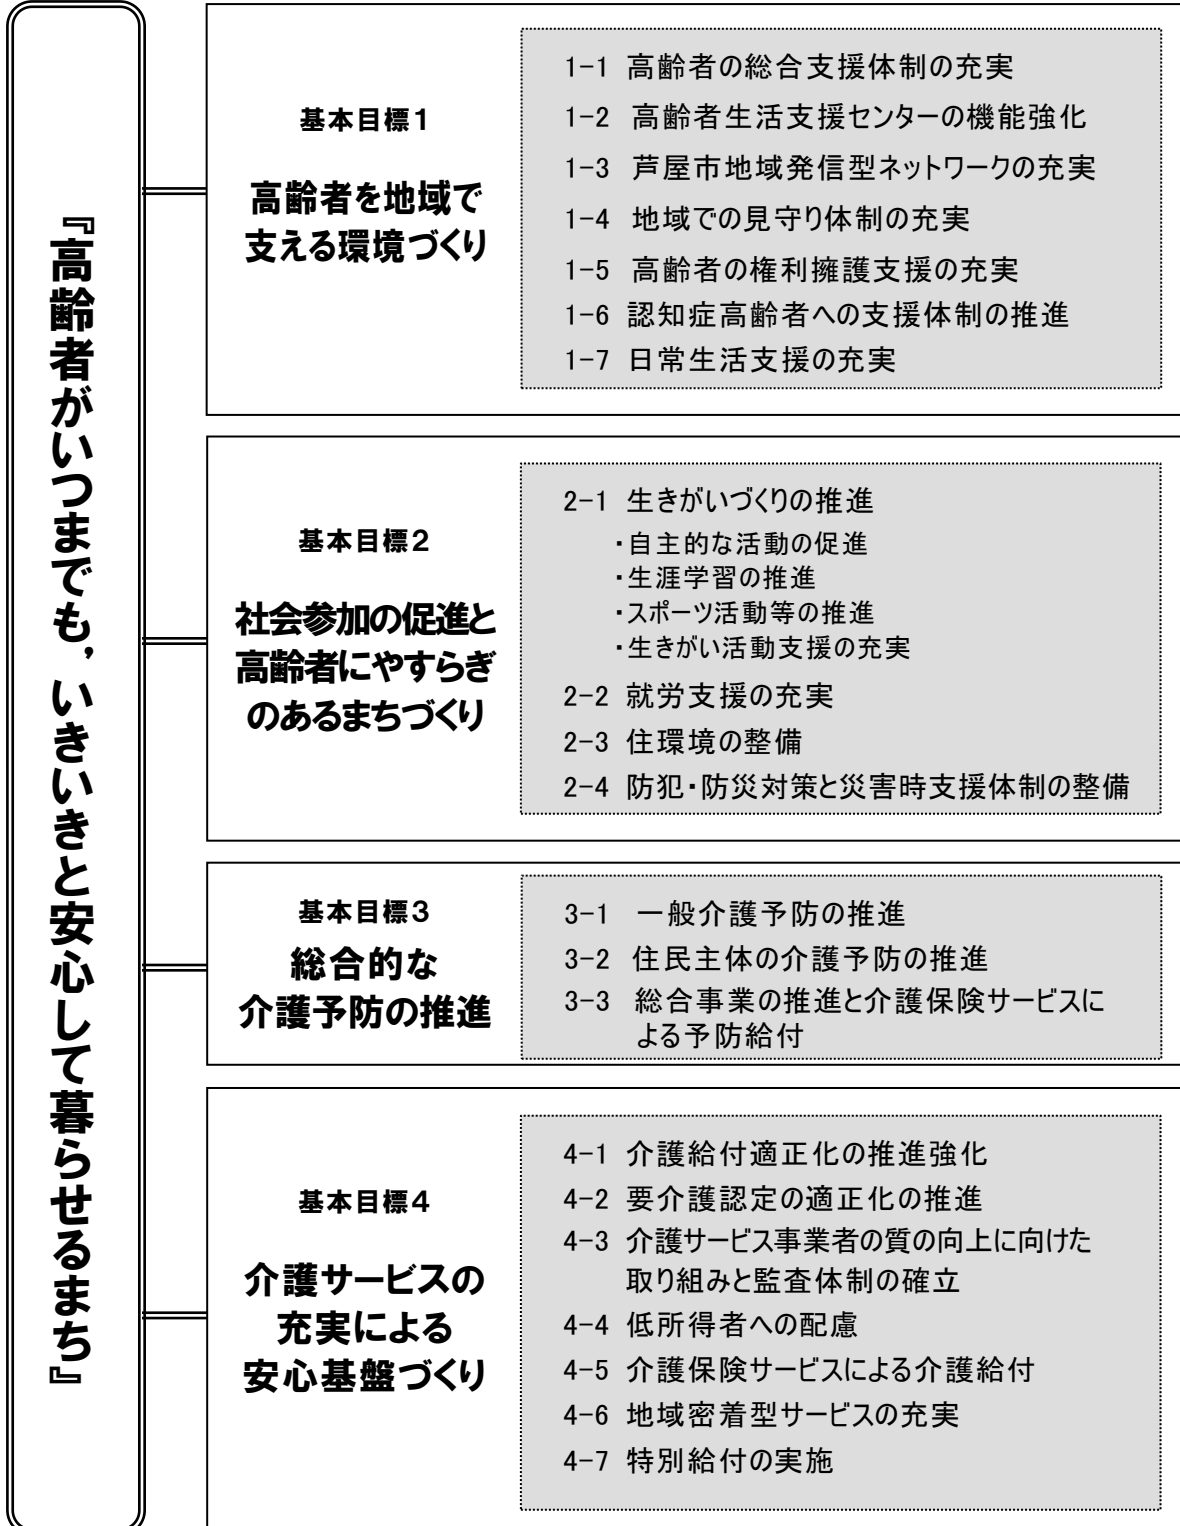 『高齢者がいつまでも，いきいきと安心して暮らせるまち』
基本目標1
高齢者を地域で
支える環境づくり
1-1 高齢者の総合支援体制の充実
1-2 高齢者生活支援センターの機能強化
1-3 芦屋市地域発信型ネットワークの充実
1-4 地域での見守り体制の充実
1-5 高齢者の権利擁護支援の充実
1-6 認知症高齢者への支援体制の推進
1-7 日常生活支援の充実
基本目標2
社会参加の促進と
高齢者にやすらぎ
のあるまちづくり
2-1 生きがいづくりの推進
・自主的な活動の促進
・生涯学習の推進
・スポーツ活動等の推進
・生きがい活動支援の充実
2-2 就労支援の充実
2-3 住環境の整備
2-4 防犯・防災対策と災害時支援体制の整備
基本目標3
総合的な
介護予防の推進
3-1 一般介護予防の推進
3-2 住民主体の介護予防の推進
3-3 総合事業の推進と介護保険サービスに
よる予防給付
基本目標4
介護サービスの
充実による
安心基盤づくり
4-1 介護給付適正化の推進強化
4-2 要介護認定の適正化の推進
4-3 介護サービス事業者の質の向上に向けた
取り組みと監査体制の確立
4-4 低所得者への配慮
4-5 介護保険サービスによる介護給付
4-6 地域密着型サービスの充実
4-7 特別給付の実施